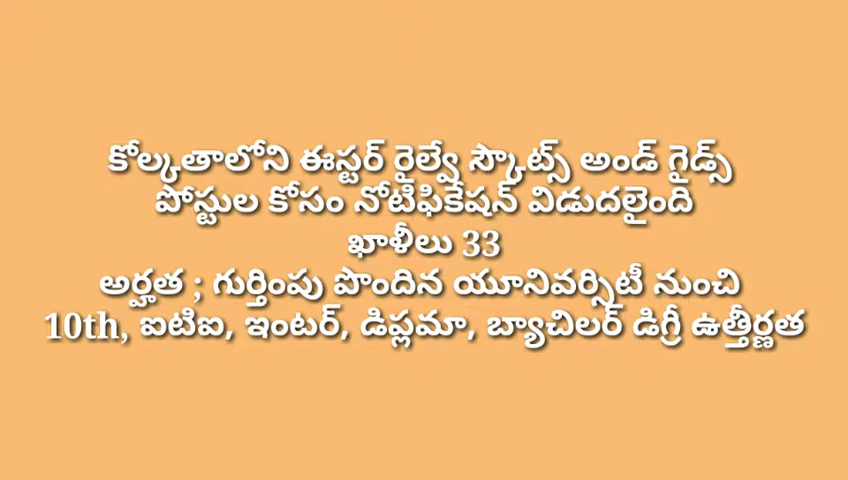 కోల్కతాలోని ఈస్టర్ రైల్వే స్కౌట్స్ అండ్ గైడ్స్
పోస్టుల కోసం నోటిఫికేషన్ విడుదలైంది
ఖాళీలు 33
అర్హత ; గుర్తింపు పొందిన యూనివర్సిటీ నుంచి
10th, ఐటిఐ, ఇంటర్, డిప్లమా, బ్యాచిలర్ డిగ్రీ ఉత్తీర్ణత